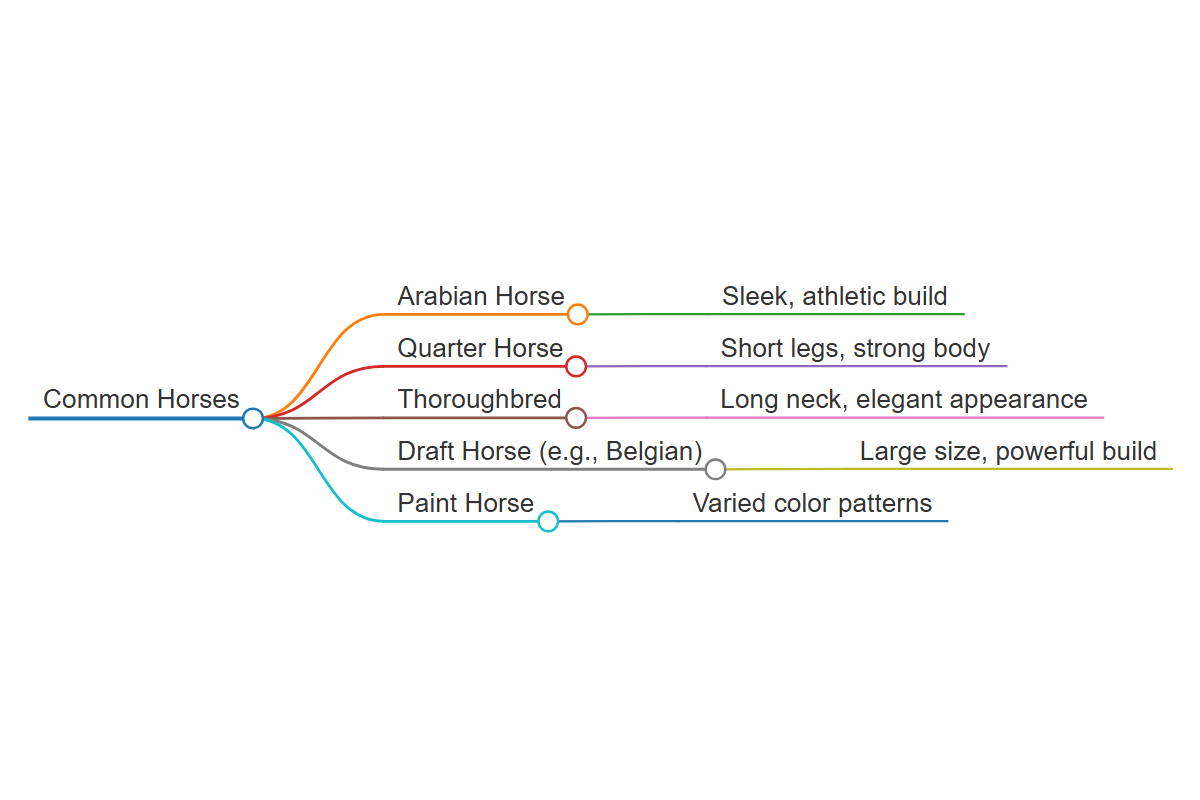 Common Horses
Arabian Horse
Sleek, athletic build
Quarter Horse
Short legs, strong body
Thoroughbred
Long neck, elegant appearance
Draft Horse (e.g., Belgian)
Large size, powerful build
Paint Horse
Varied color patterns